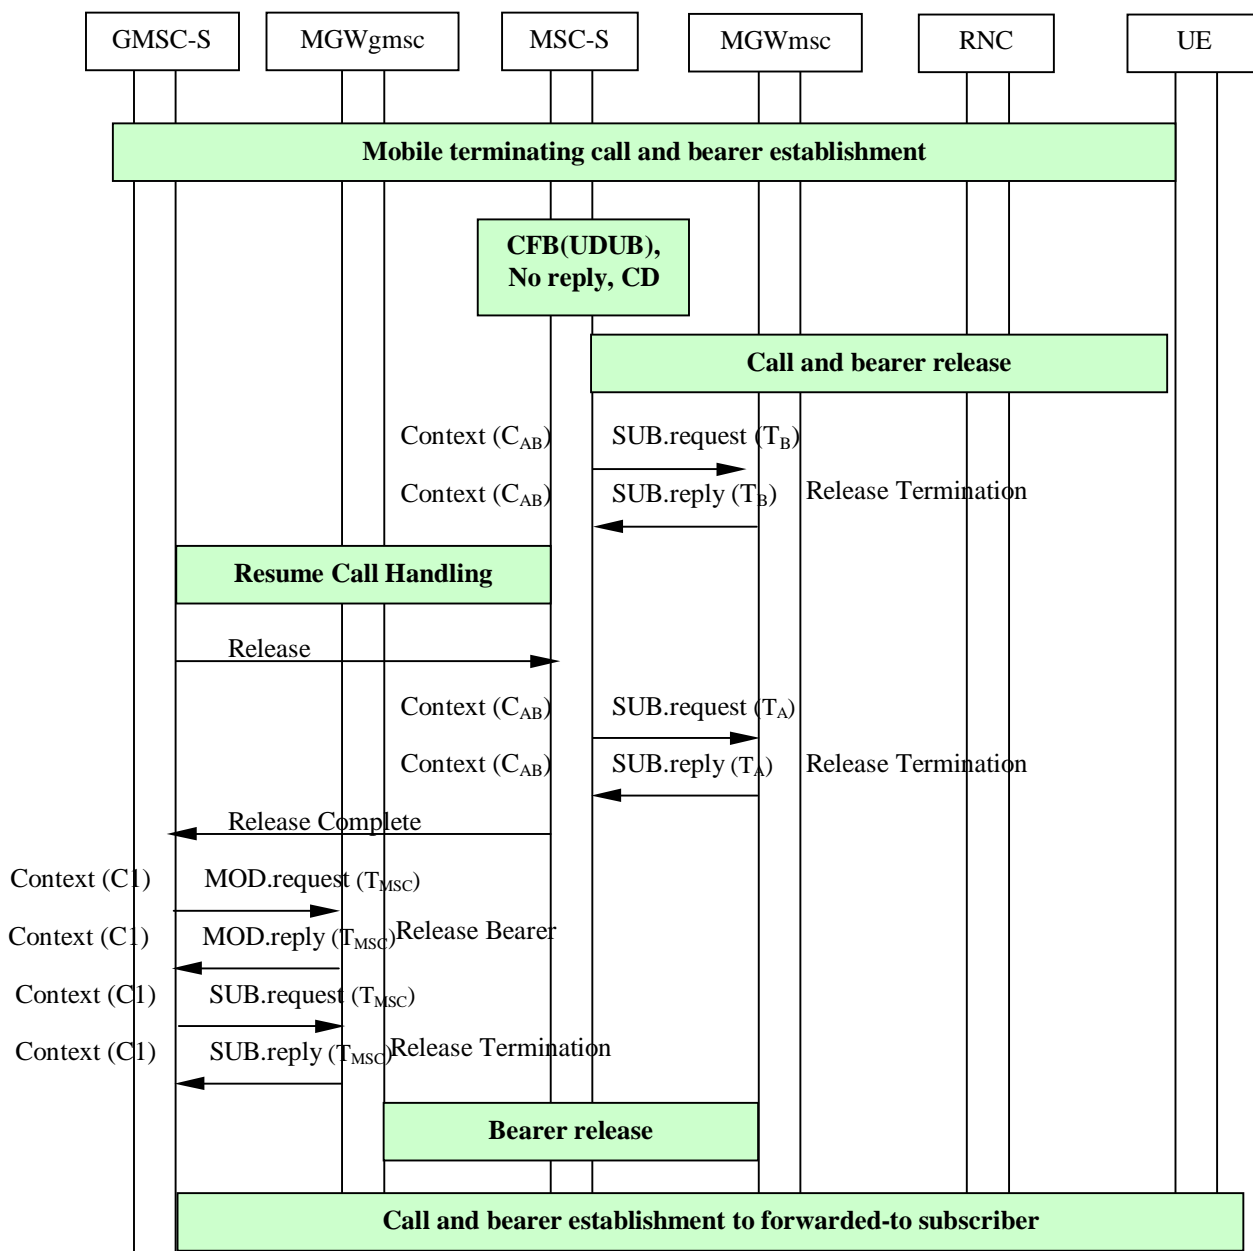 GMSC-S MGWgmsc MSC-S MGWmsc RNC UE
Mobile terminating call and bearer establishment
CFB(UDUB),
No reply, CD
Call and bearer release
Context (CAB) SUB.request (TB)
Context (CAB) SUB.reply (TB) Release Termination
Resume Call Handling
Release
Context (CAB) SUB.request (TA)
Context (CAB) SUB.reply (TA) Release Termination
Release Complete
Context (C1) MOD.request (TMSC)
Context (C1) MOD.reply (TMSC) Release Bearer
Context (C1) SUB.request (TMSC)
Context (C1) SUB.reply (TMSC) Release Termination
Bearer release
Call and bearer establishment to forwarded-to subscriber